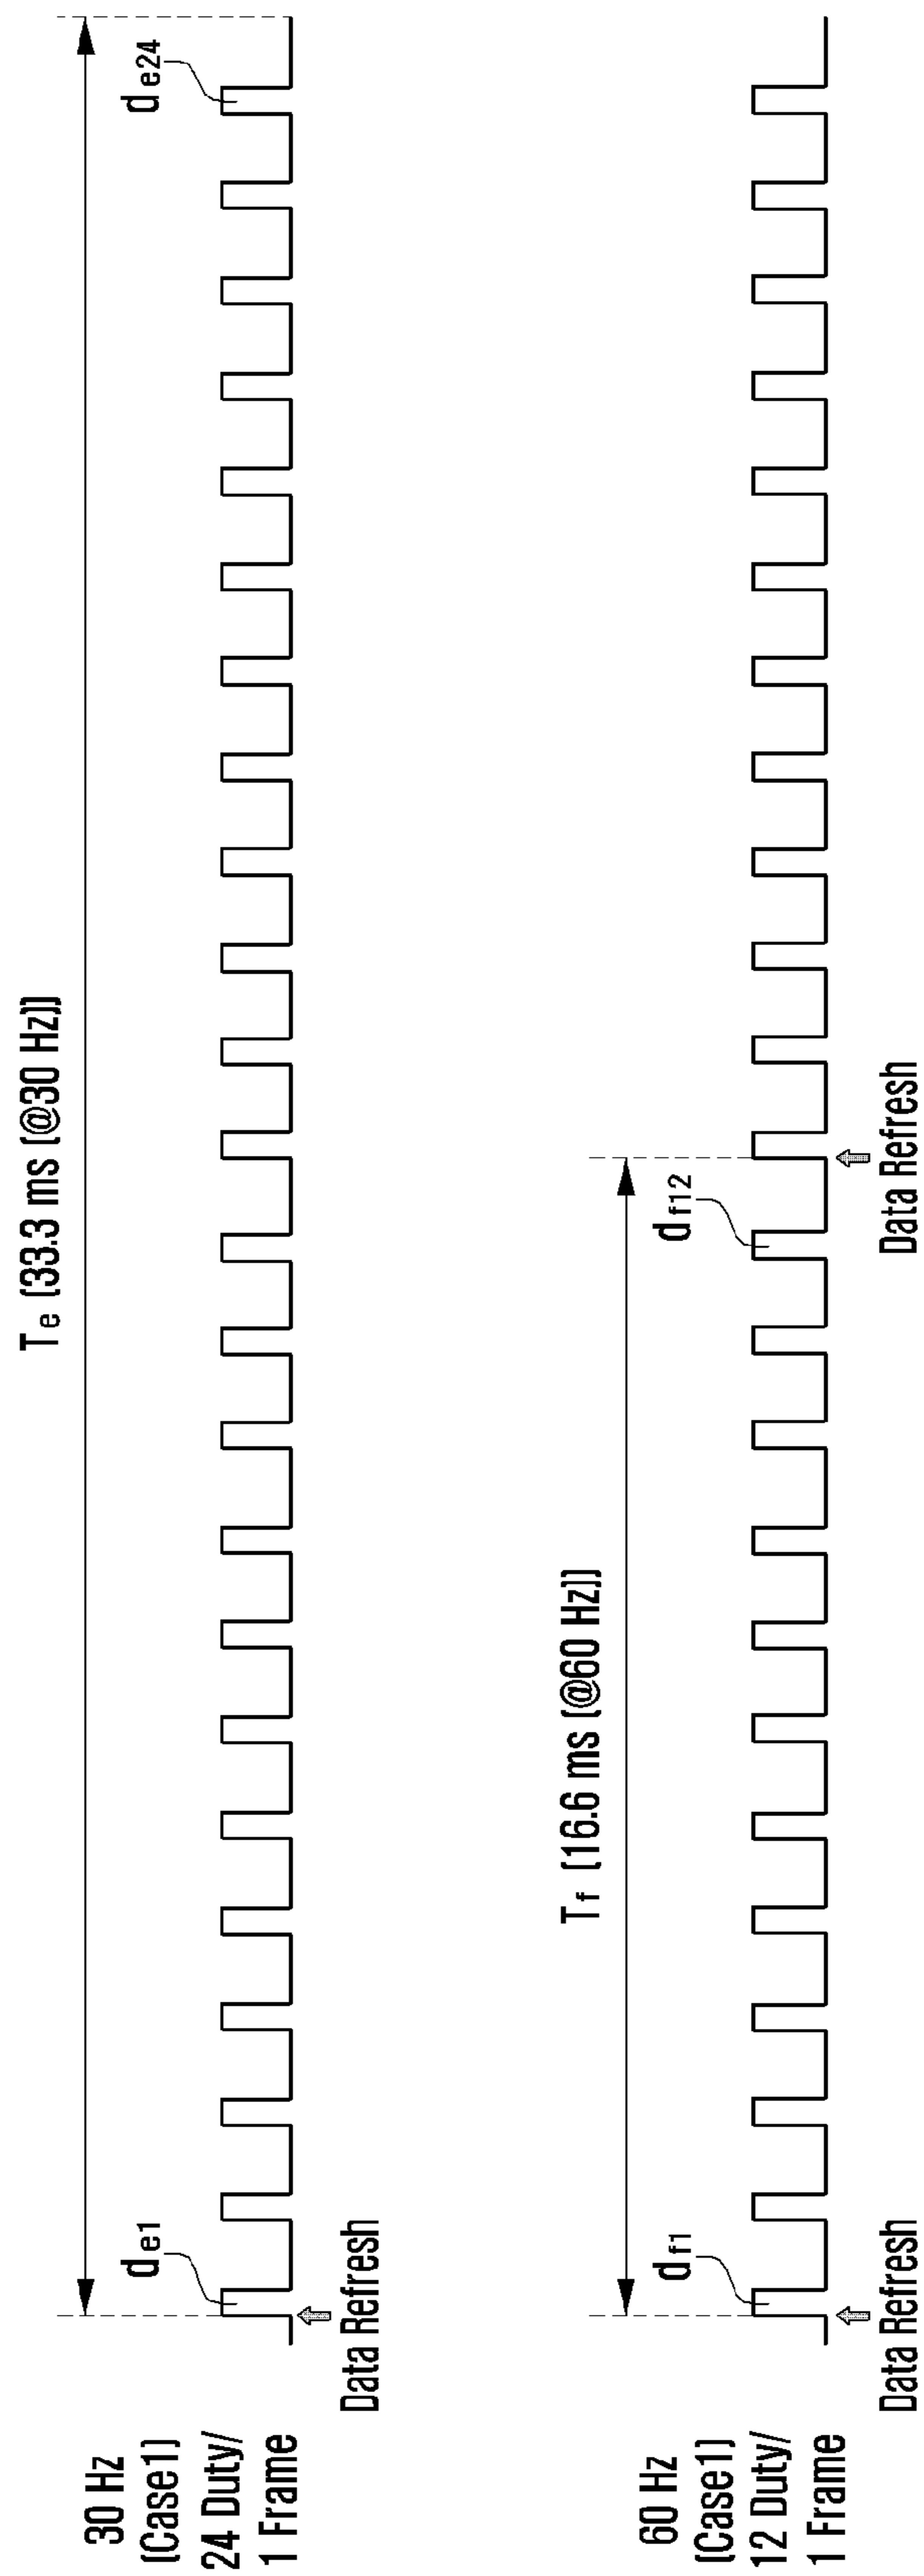 30 Hz
(Case1)
24 Duty/
1 Frame
Te (33.3 ms (@30 Hz))
de1
de24
Data Refresh
60 Hz
(Case1)
12 Duty/
1 Frame
Tf (16.6 ms (@60 Hz))
df1
df12
Data Refresh
Data Refresh